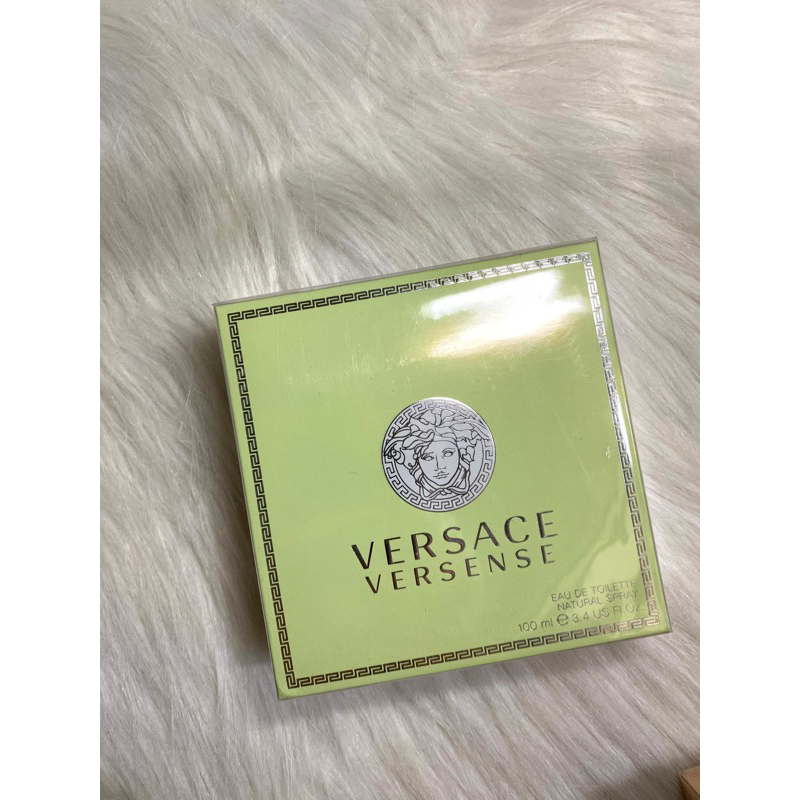 VERSACE
VERSENSE
EAU DE TOILETTE
NATURAL SPRAY
100 ml ℮ 3.4 US FL.OZ.